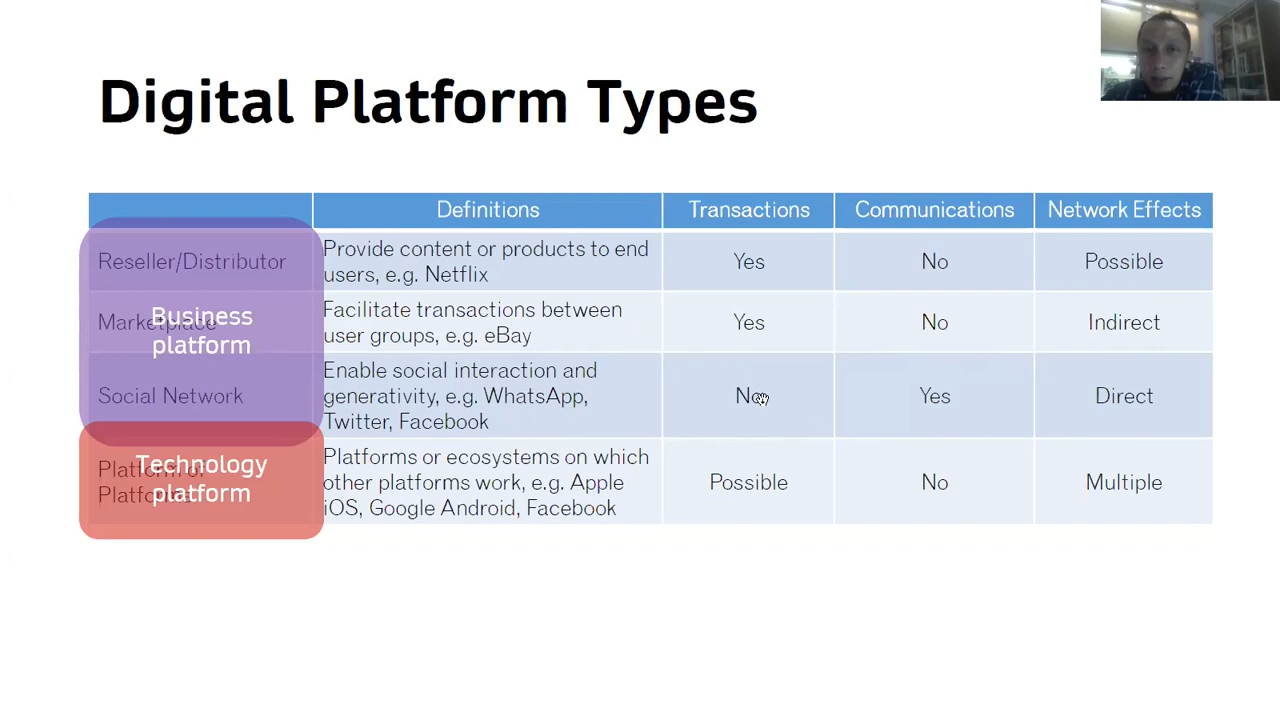 Digital Platform Types
Definitions Transactions Communications Network Effects
Reseller/Distributor
Provide content or products to end
users, e.g. Netflix
Yes No Possible
Marketplace
Facilitate transactions between
user groups, e.g. eBay
Yes No Indirect
Business
platform
Social Network
Enable social interaction and
generativity, e.g. WhatsApp,
Twitter, Facebook
No Yes Direct
Platform of
Platforms
Platforms or ecosystems on which
other platforms work, e.g. Apple
iOS, Google Android, Facebook
Possible No Multiple
Technology
platform